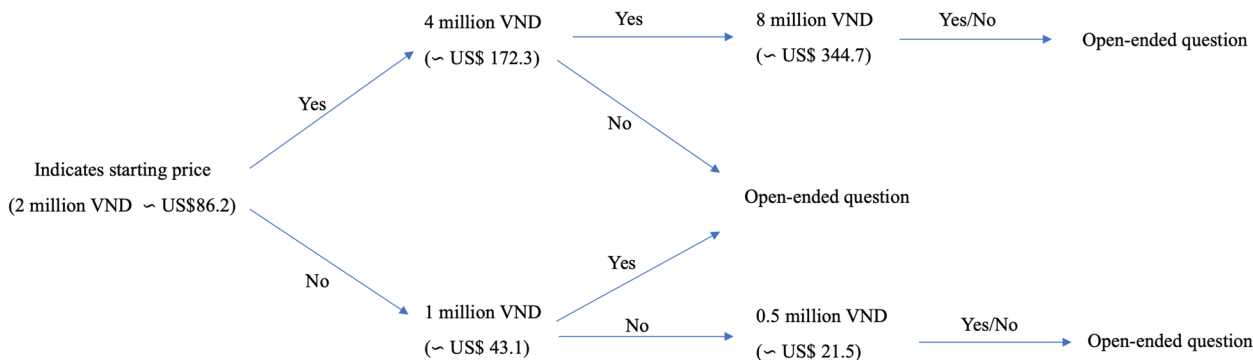 4 million VND
(∽ US$ 172.3)
Yes
8 million VND
(∽ US$ 344.7)
Yes/No
Open-ended question
Yes
No
Indicates starting price
(2 million VND ∽ US$86.2)
Open-ended question
No
Yes
1 million VND
(∽ US$ 43.1)
No
0.5 million VND
(∽ US$ 21.5)
Yes/No
Open-ended question